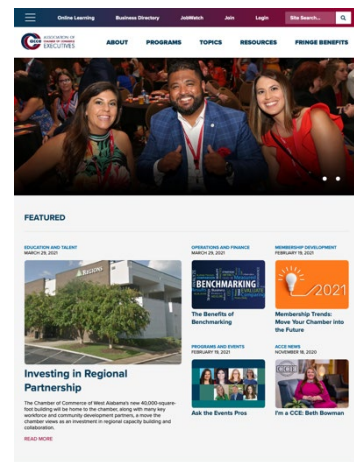 Online Learning
Business Directory
JobWatch
Join
Login
Site Search...
ACCE
ASSOCIATION OF
CHAMBER OF COMMERCE
EXECUTIVES
ABOUT
PROGRAMS
TOPICS
RESOURCES
FRINGE BENEFITS
FEATURED
EDUCATION AND TALENT
MARCH 29, 2021
REGIONS
Investing in Regional
Partnership
The Chamber of Commerce of West Alabama's new 40,000-square-
foot building will be home to the chamber, along with many key
workforce and community development partners, a move the
chamber views as an investment in regional capacity building and
collaboration.
READ MORE
OPERATIONS AND FINANCE
MARCH 29, 2021
BENCHMARKING
EVALUATE
The Benefits of
Benchmarking
MEMBERSHIP DEVELOPMENT
FEBRUARY 19, 2021
2021
Membership Trends:
Move Your Chamber into
the Future
PROGRAMS AND EVENTS
FEBRUARY 19, 2021
Ask the Events Pros
ACCE NEWS
NOVEMBER 18, 2020
I'm a CCE: Beth Bowman